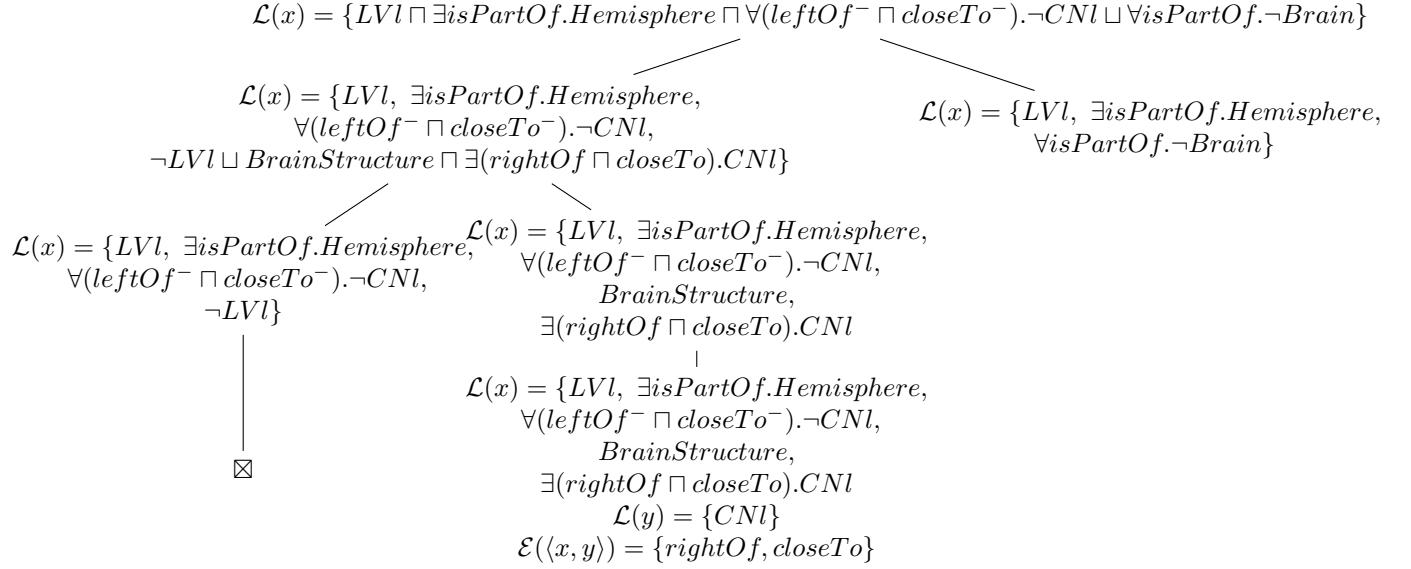 ℒ(x) = {LVl ⊓ ∃isPartOf.Hemisphere ⊓ ∀(leftOf⁻ ⊓ closeTo⁻).¬CNl ⊔ ∀isPartOf.¬Brain}
ℒ(x) = {LVl, ∃isPartOf.Hemisphere,
∀(leftOf⁻ ⊓ closeTo⁻).¬CNl,
¬LVl ⊔ BrainStructure ⊓ ∃(rightOf ⊓ closeTo).CNl}
ℒ(x) = {LVl, ∃isPartOf.Hemisphere,
∀isPartOf.¬Brain}
ℒ(x) = {LVl, ∃isPartOf.Hemisphere,
∀(leftOf⁻ ⊓ closeTo⁻).¬CNl,
¬LVl}
⊠
ℒ(x) = {LVl, ∃isPartOf.Hemisphere,
∀(leftOf⁻ ⊓ closeTo⁻).¬CNl,
BrainStructure,
∃(rightOf ⊓ closeTo).CNl
ℒ(x) = {LVl, ∃isPartOf.Hemisphere,
∀(leftOf⁻ ⊓ closeTo⁻).¬CNl,
BrainStructure,
∃(rightOf ⊓ closeTo).CNl
ℒ(y) = {CNl}
ℰ(⟨x, y⟩) = {rightOf, closeTo}